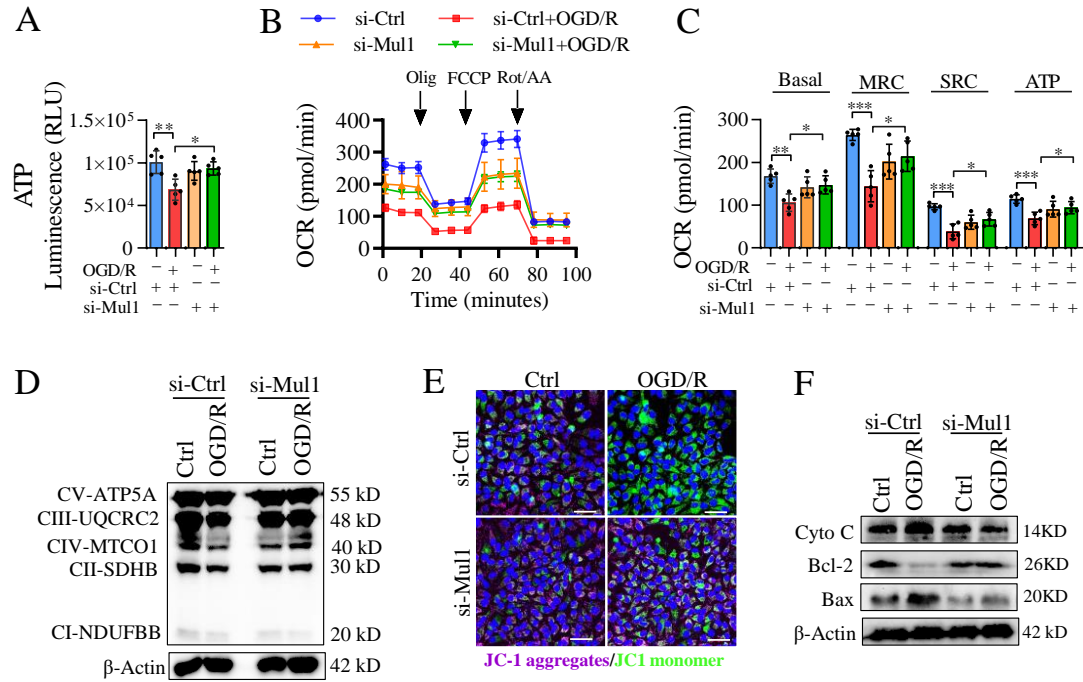 A
ATP
Luminescence (RLU)
1.5×10⁵
1×10⁵
5×10⁴
0
** *
OGD/R − + − +
si-Ctrl + + − −
si-Mul1 − − + +
B
si-Ctrl si-Ctrl+OGD/R
si-Mul1 si-Mul1+OGD/R
Olig FCCP Rot/AA
OCR (pmol/min)
400
300
200
100
0
0 20 40 60 80 100
Time (minutes)
C
Basal MRC SRC ATP
OCR (pmol/min)
300
200
100
0
** * *** * *** * *** *
OGD/R − + − + − + − + − + − + − + − +
si-Ctrl + + − − + + − − + + − − + + − −
si-Mul1 − − + + − − + + − − + + − − + +
D
si-Ctrl si-Mul1
Ctrl OGD/R Ctrl OGD/R
CV-ATP5A 55 kD
CIII-UQCRC2 48 kD
CIV-MTCO1 40 kD
CII-SDHB 30 kD
CI-NDUFBB 20 kD
β-Actin 42 kD
E
Ctrl OGD/R
si-Ctrl
si-Mul1
JC-1 aggregates/JC1 monomer
F
si-Ctrl si-Mul1
Ctrl OGD/R Ctrl OGD/R
Cyto C 14KD
Bcl-2 26KD
Bax 20KD
β-Actin 42 kD